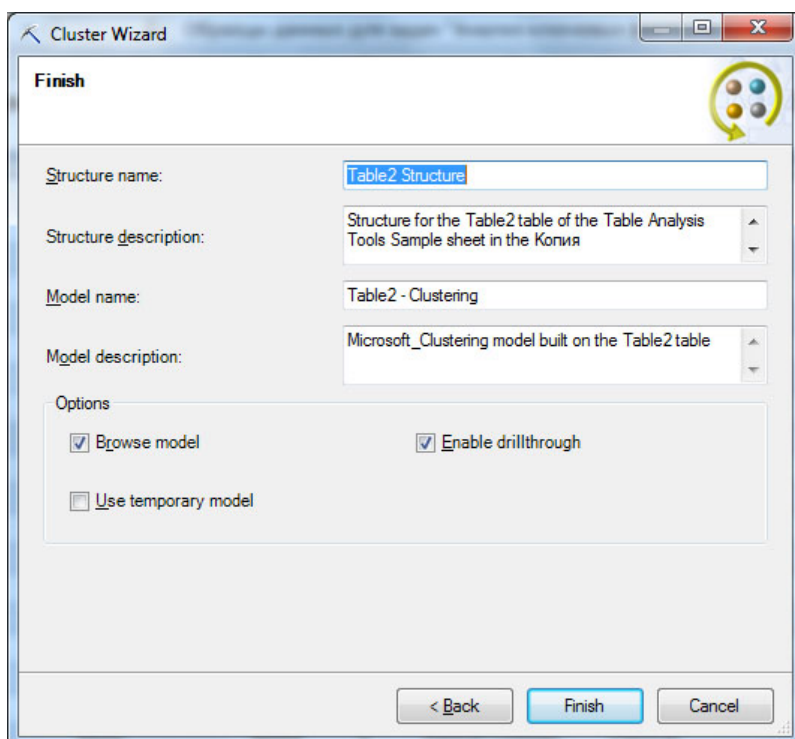 Cluster Wizard
Finish
Structure name:
Table2 Structure
Structure description:
Structure for the Table2 table of the Table Analysis
Tools Sample sheet in the Копия
Model name:
Table2 - Clustering
Model description:
Microsoft_Clustering model built on the Table2 table
Options
Browse model
Enable drillthrough
Use temporary model
< Back
Finish
Cancel